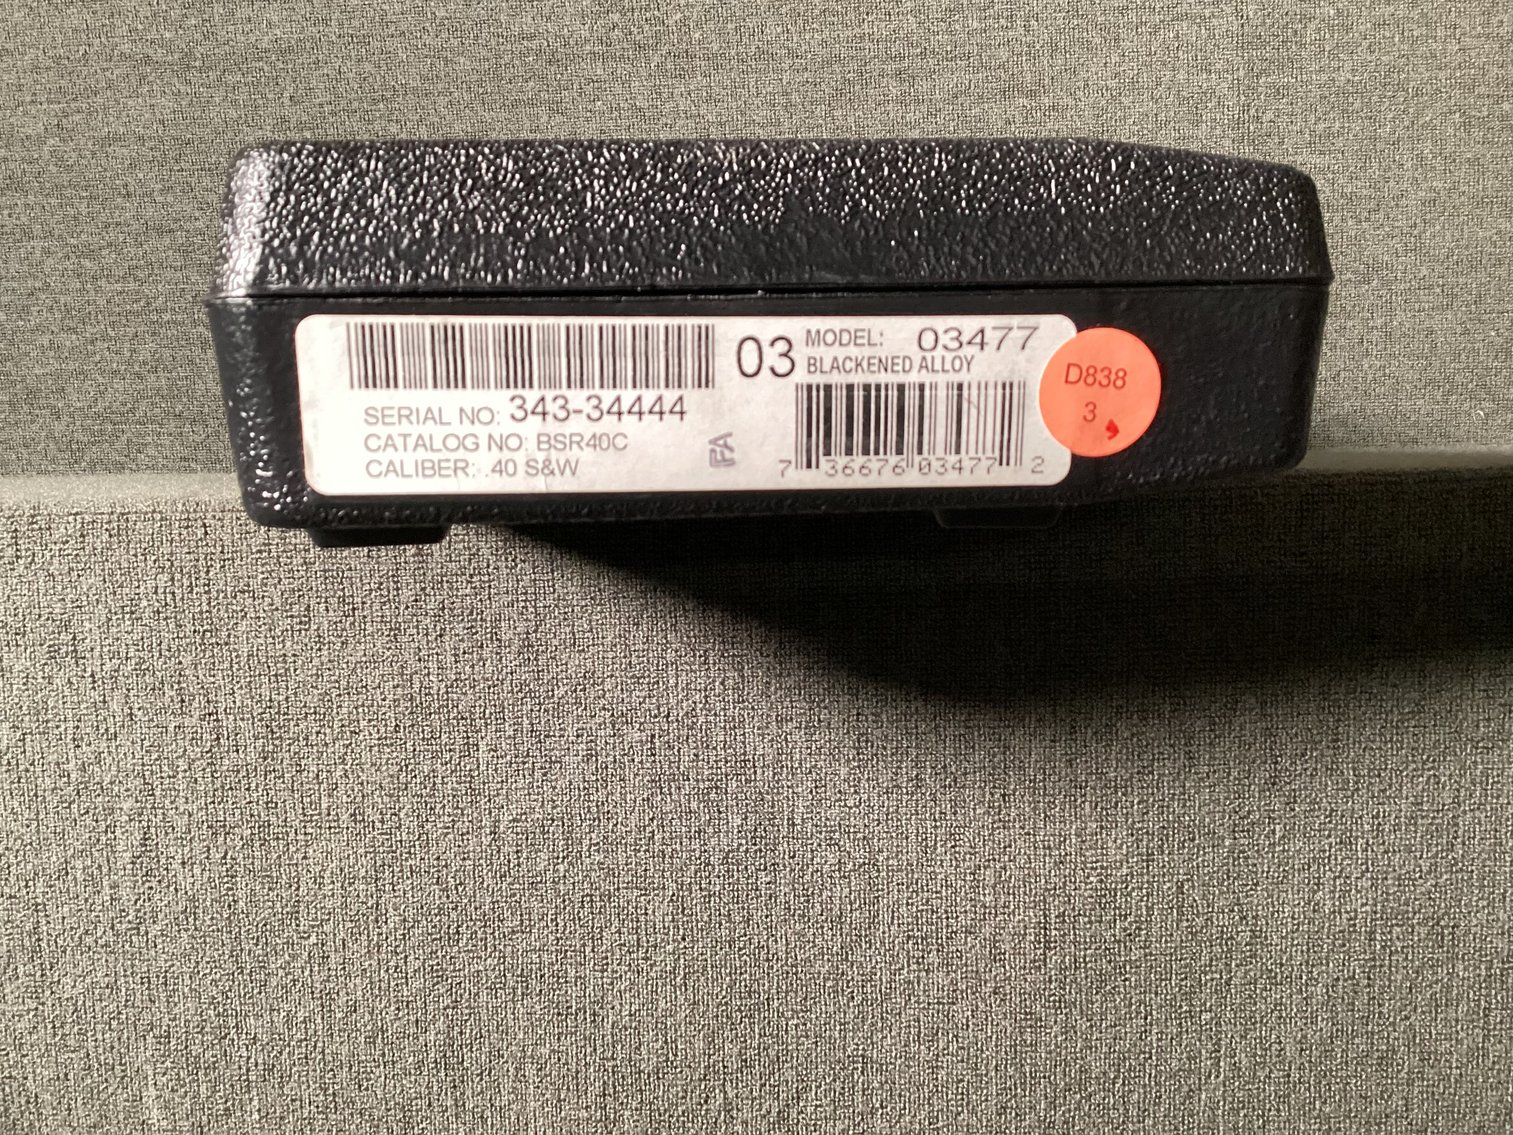 SERIAL NO: 343-34444
CATALOG NO: BSR40C
CALIBER: .40 S&W
FA
03
MODEL: 03477
BLACKENED ALLOY
7 36676 03477 2
D838
3